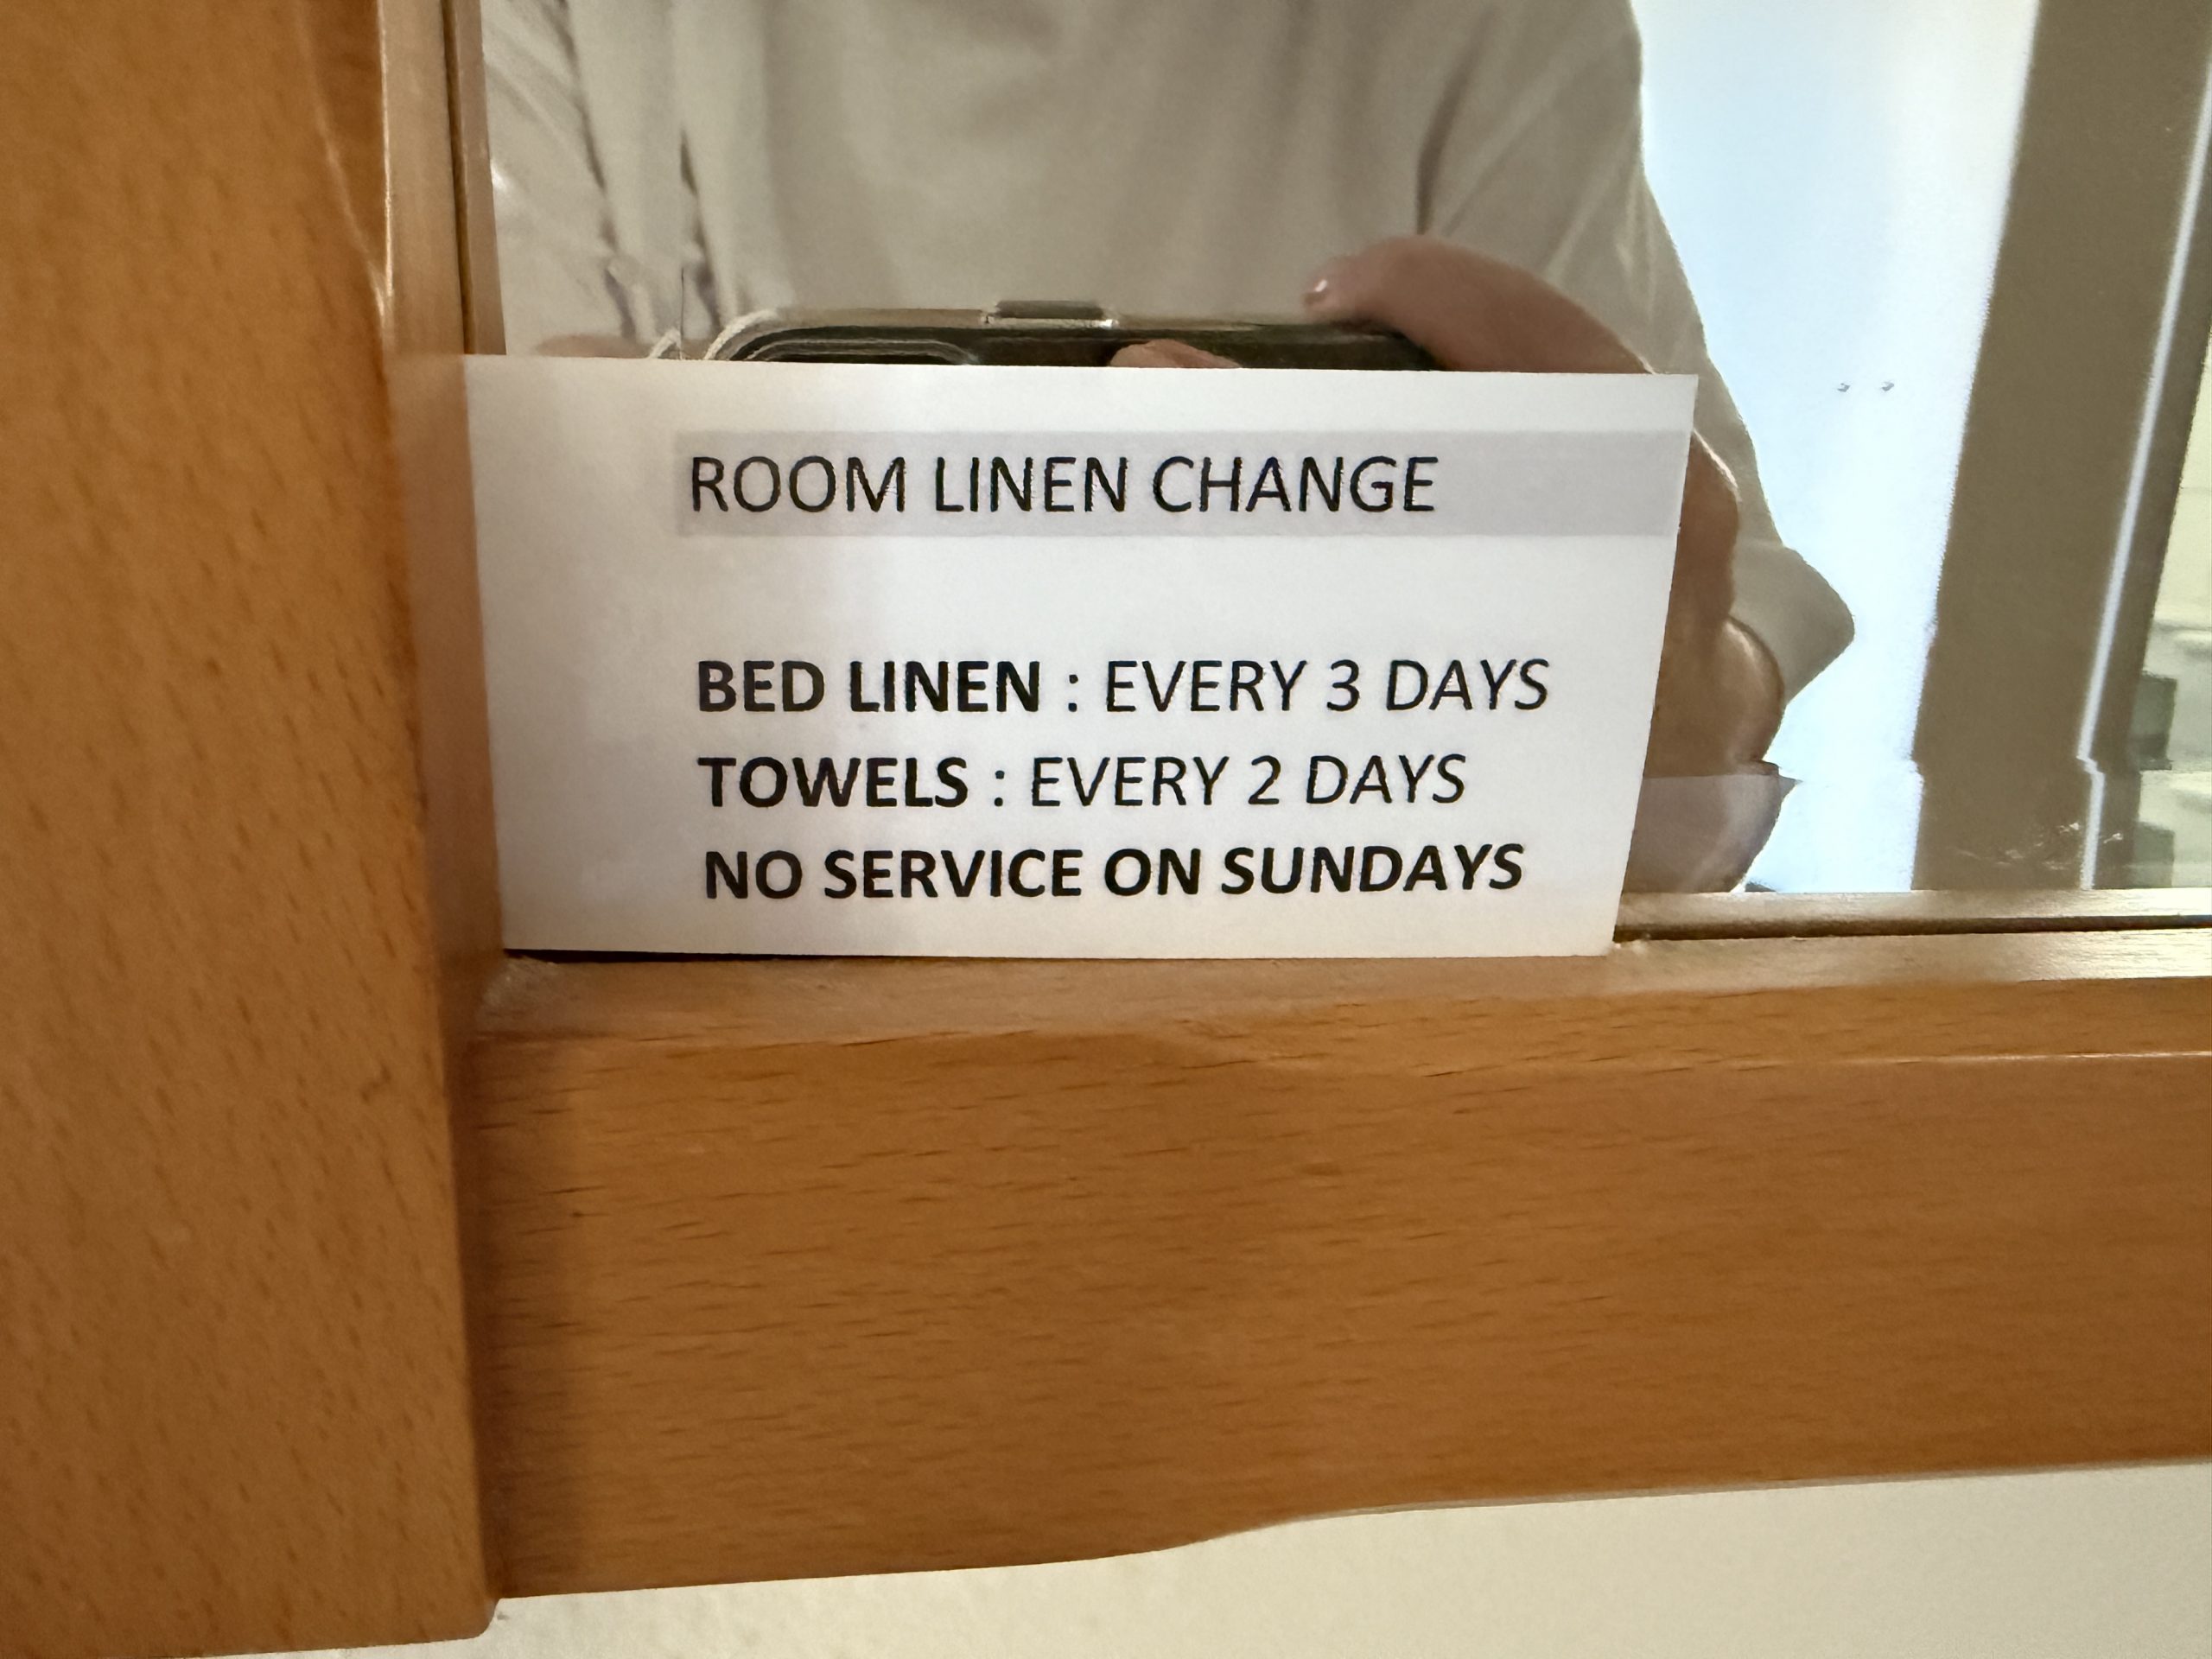 ROOM LINEN CHANGE
BED LINEN : EVERY 3 DAYS
TOWELS : EVERY 2 DAYS
NO SERVICE ON SUNDAYS